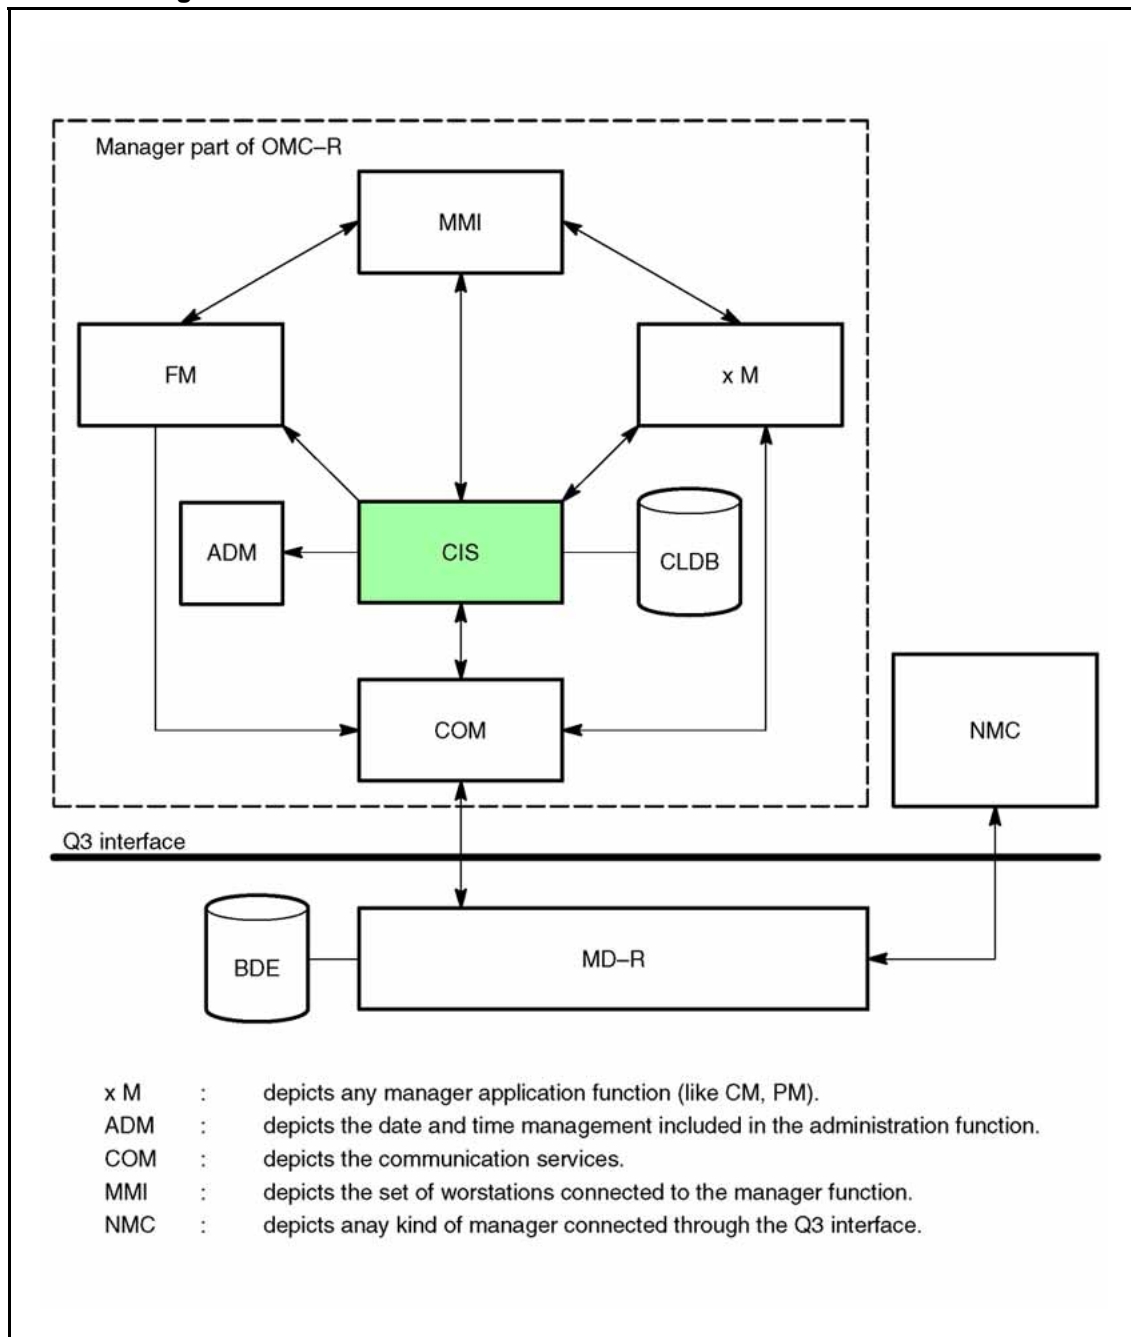 Manager part of OMC–R
MMI
FM
x M
ADM
CIS
CLDB
COM
NMC
Q3 interface
BDE
MD–R
x M : depicts any manager application function (like CM, PM).
ADM : depicts the date and time management included in the administration function.
COM : depicts the communication services.
MMI : depicts the set of worstations connected to the manager function.
NMC : depicts anay kind of manager connected through the Q3 interface.